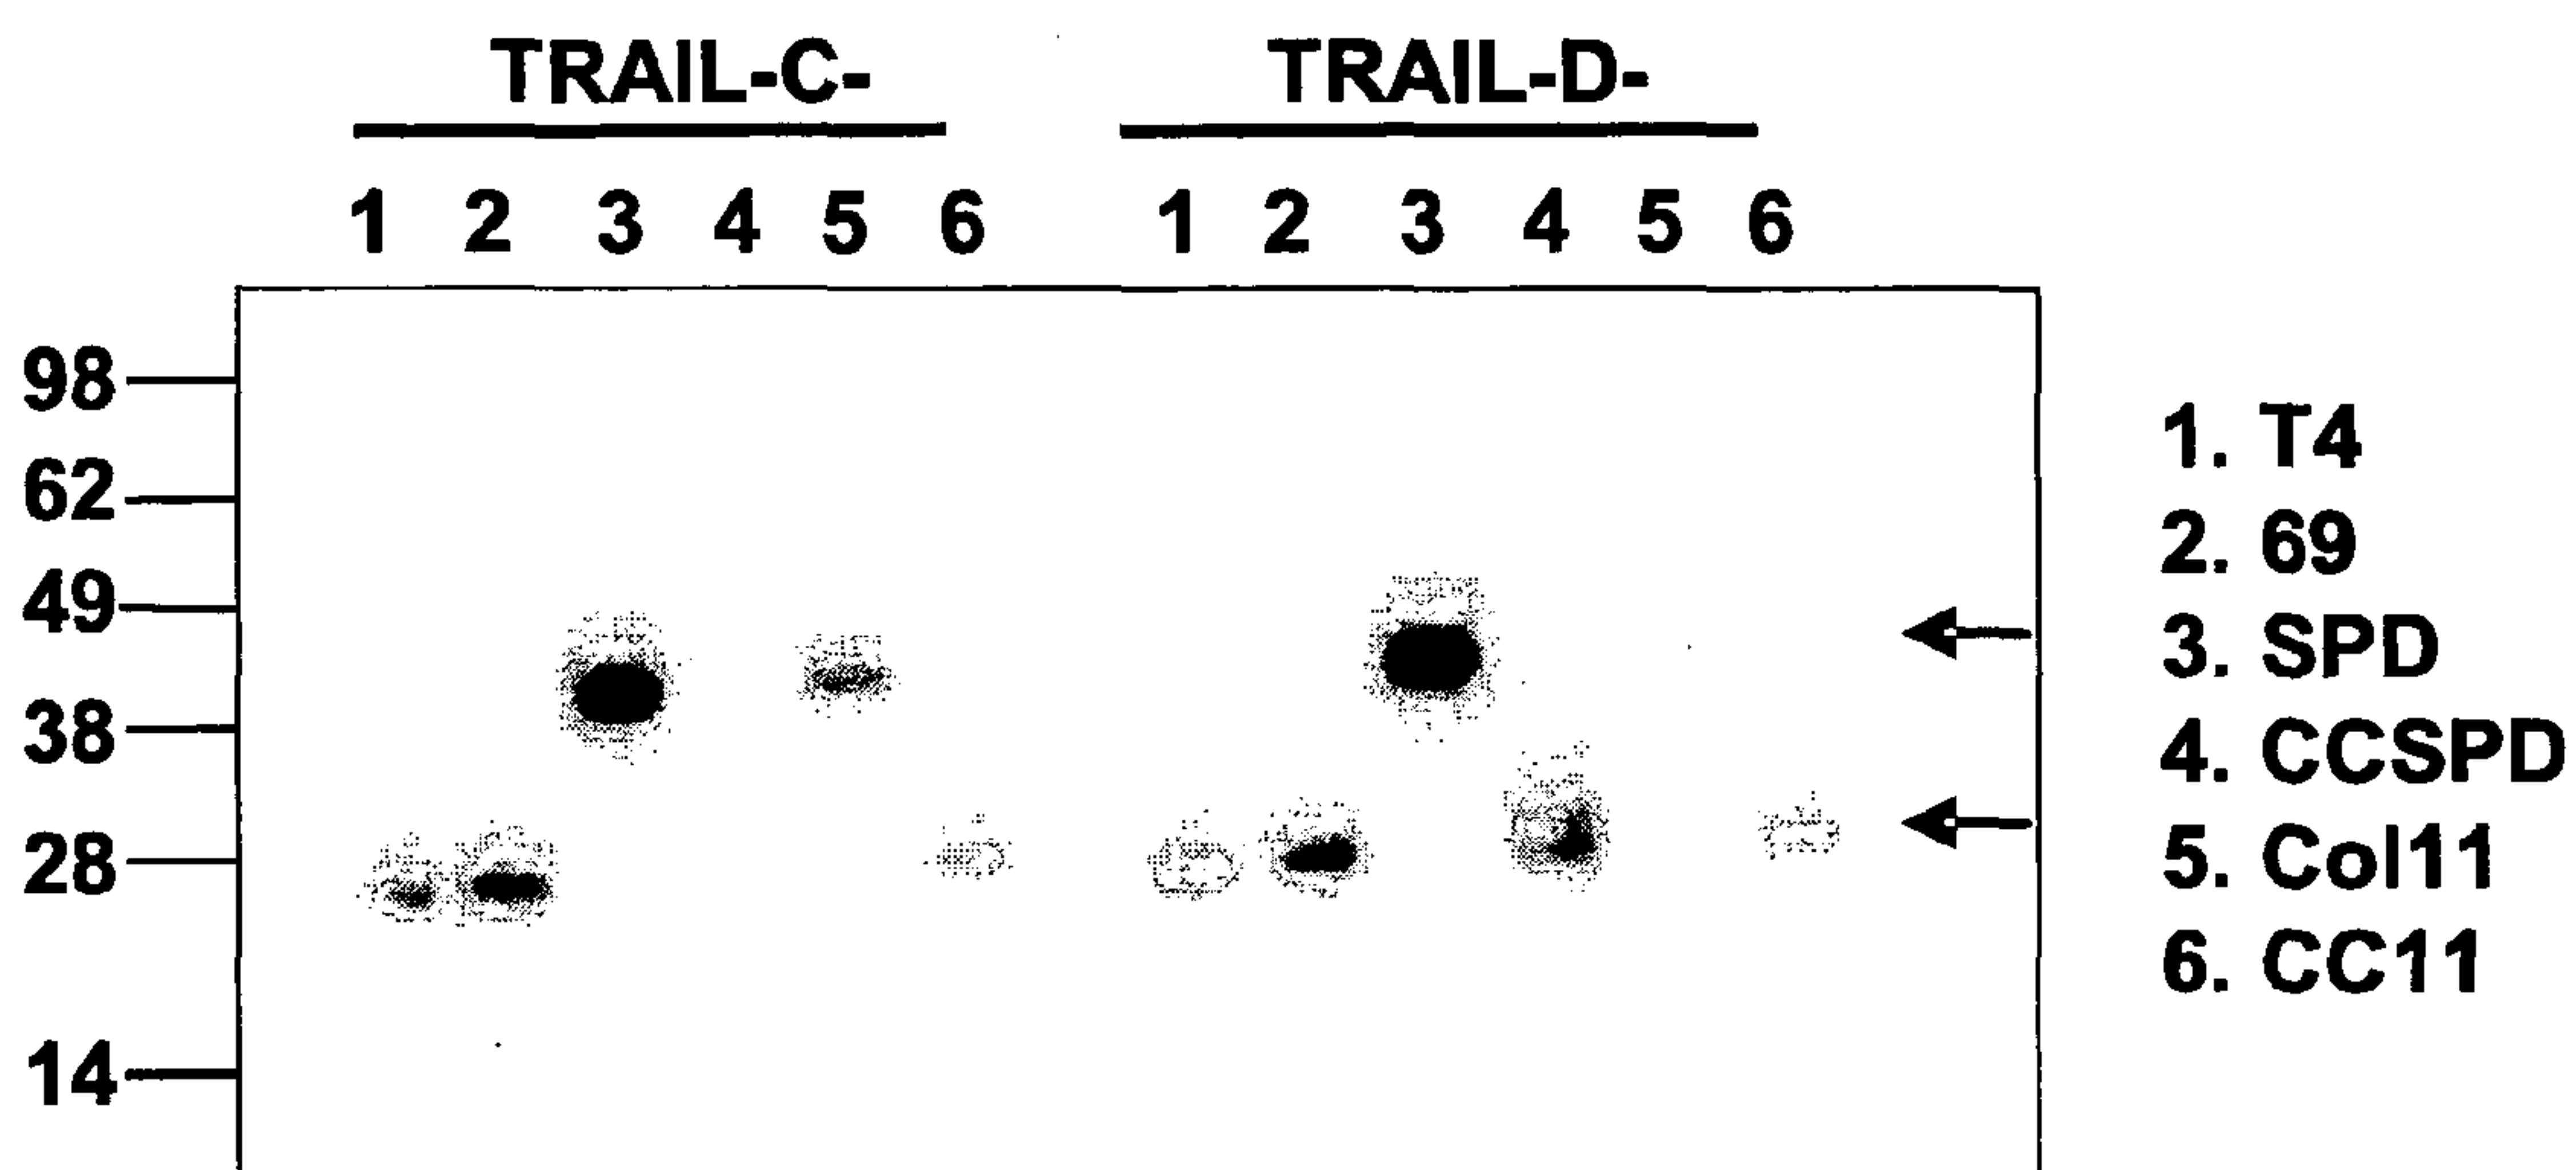 TRAIL-C- TRAIL-D-
1 2 3 4 5 6 1 2 3 4 5 6
98
62
49
38
28
14
1. T4
2. 69
3. SPD
4. CCSPD
5. Col11
6. CC11